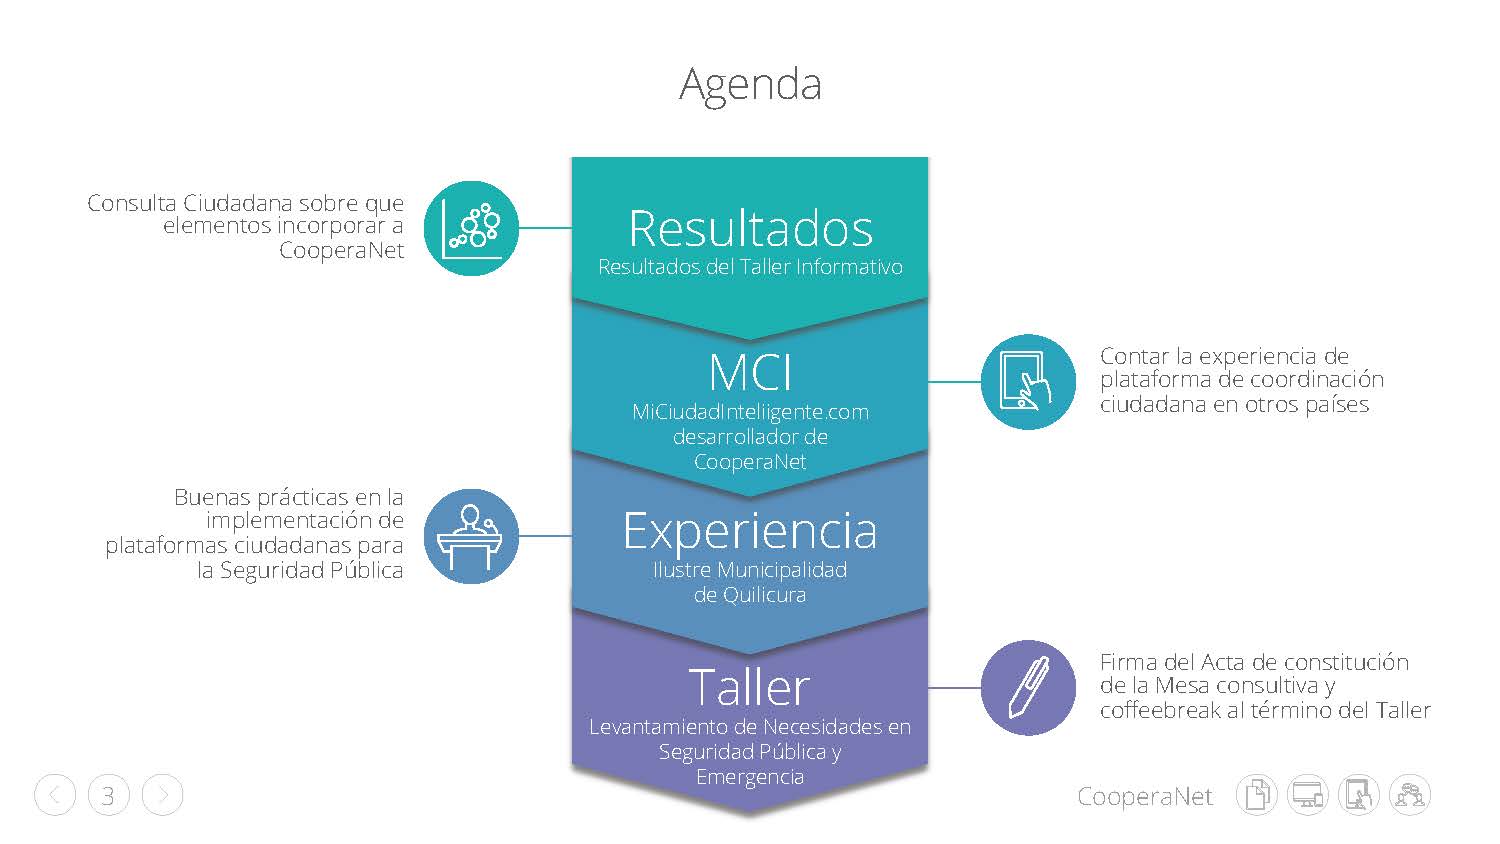 Agenda
Consulta Ciudadana sobre que
elementos incorporar a
CooperaNet
Resultados
Resultados del Taller Informativo
MCI
MiCiudadInteliigente.com
desarrollador de
CooperaNet
Contar la experiencia de
plataforma de coordinación
ciudadana en otros países
Buenas prácticas en la
implementación de
plataformas ciudadanas para
la Seguridad Pública
Experiencia
Ilustre Municipalidad
de Quilicura
Taller
Levantamiento de Necesidades en
Seguridad Pública y
Emergencia
Firma del Acta de constitución
de la Mesa consultiva y
coffeebreak al término del Taller
3
CooperaNet